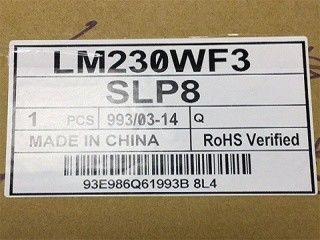 LM230WF3
SLP8
1 PCS 993/03-14 Q
MADE IN CHINA RoHS Verified
93E986Q61993B 8L4